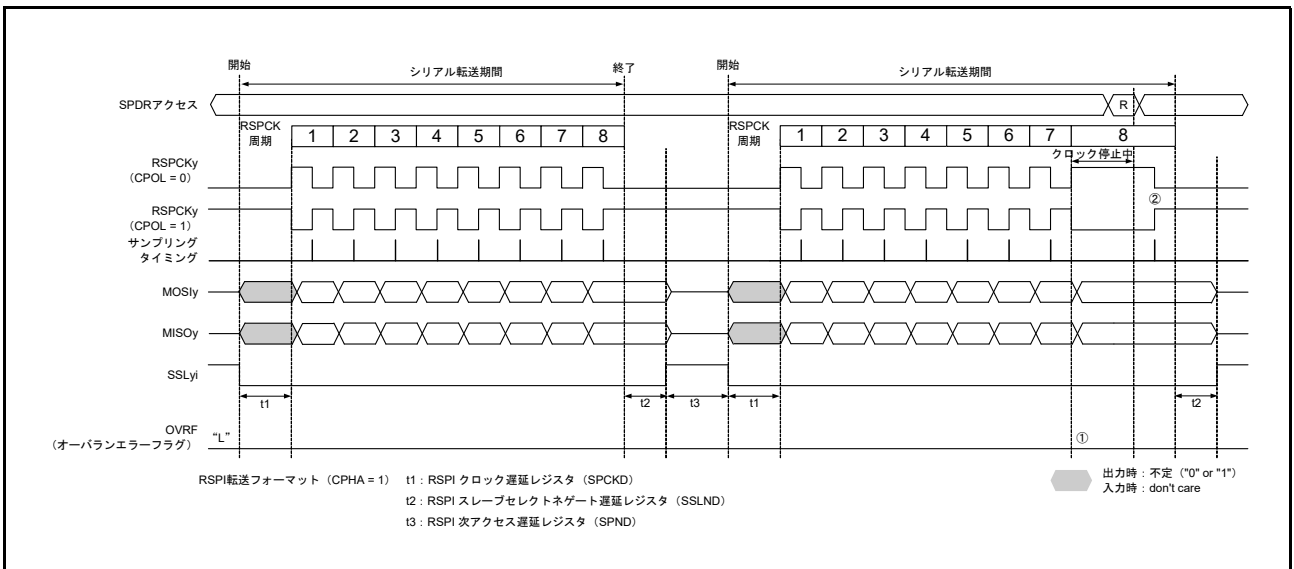 開始 シリアル転送期間 終了 開始 シリアル転送期間
SPDRアクセス R
RSPCK
周期
1 2 3 4 5 6 7 8
RSPCK
周期
1 2 3 4 5 6 7 8
クロック停止中
RSPCKy
(CPOL = 0)
②
RSPCKy
(CPOL = 1)
サンプリング
タイミング
MOSIy
MISOy
SSLyi
t1 t2 t3 t1 t2
OVRF
(オーバランエラーフラグ)
“L”
①
RSPI転送フォーマット(CPHA = 1) t1:RSPI クロック遅延レジスタ(SPCKD)
t2:RSPI スレーブセレクトネゲート遅延レジスタ(SSLND)
t3:RSPI 次アクセス遅延レジスタ(SPND)
出力時:不定("0" or "1")
入力時:don't care